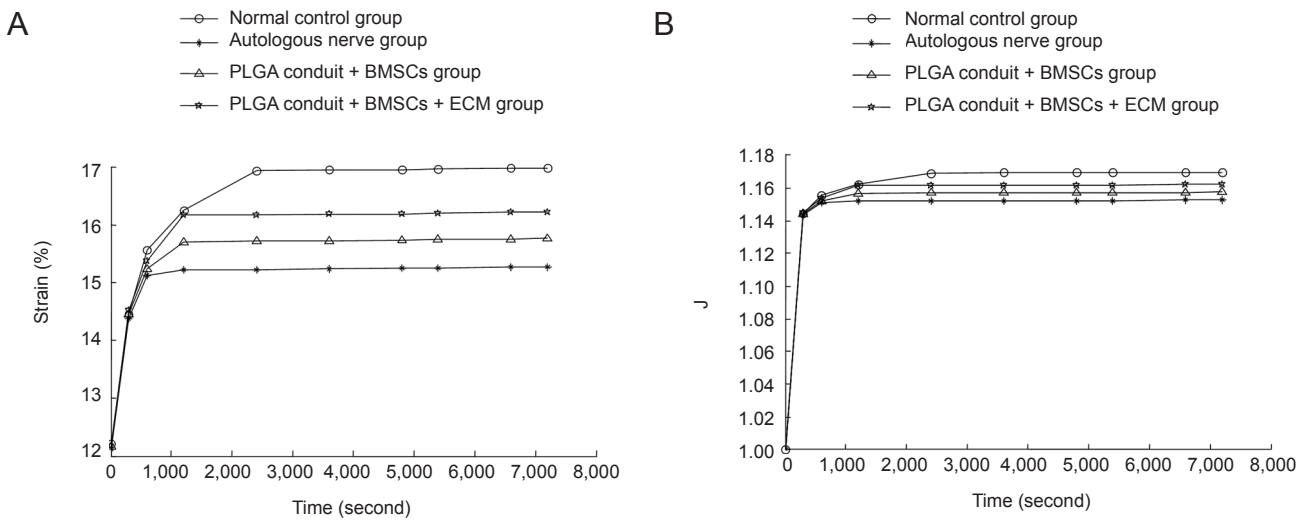 A
Normal control group
Autologous nerve group
PLGA conduit + BMSCs group
PLGA conduit + BMSCs + ECM group
17
16
15
14
13
12
Strain (%)
0
1,000
2,000
3,000
4,000
5,000
6,000
7,000
8,000
Time (second)
B
Normal control group
Autologous nerve group
PLGA conduit + BMSCs group
PLGA conduit + BMSCs + ECM group
1.18
1.16
1.14
1.12
1.10
1.08
1.06
1.04
1.02
1.00
J
0
1,000
2,000
3,000
4,000
5,000
6,000
7,000
8,000
Time (second)